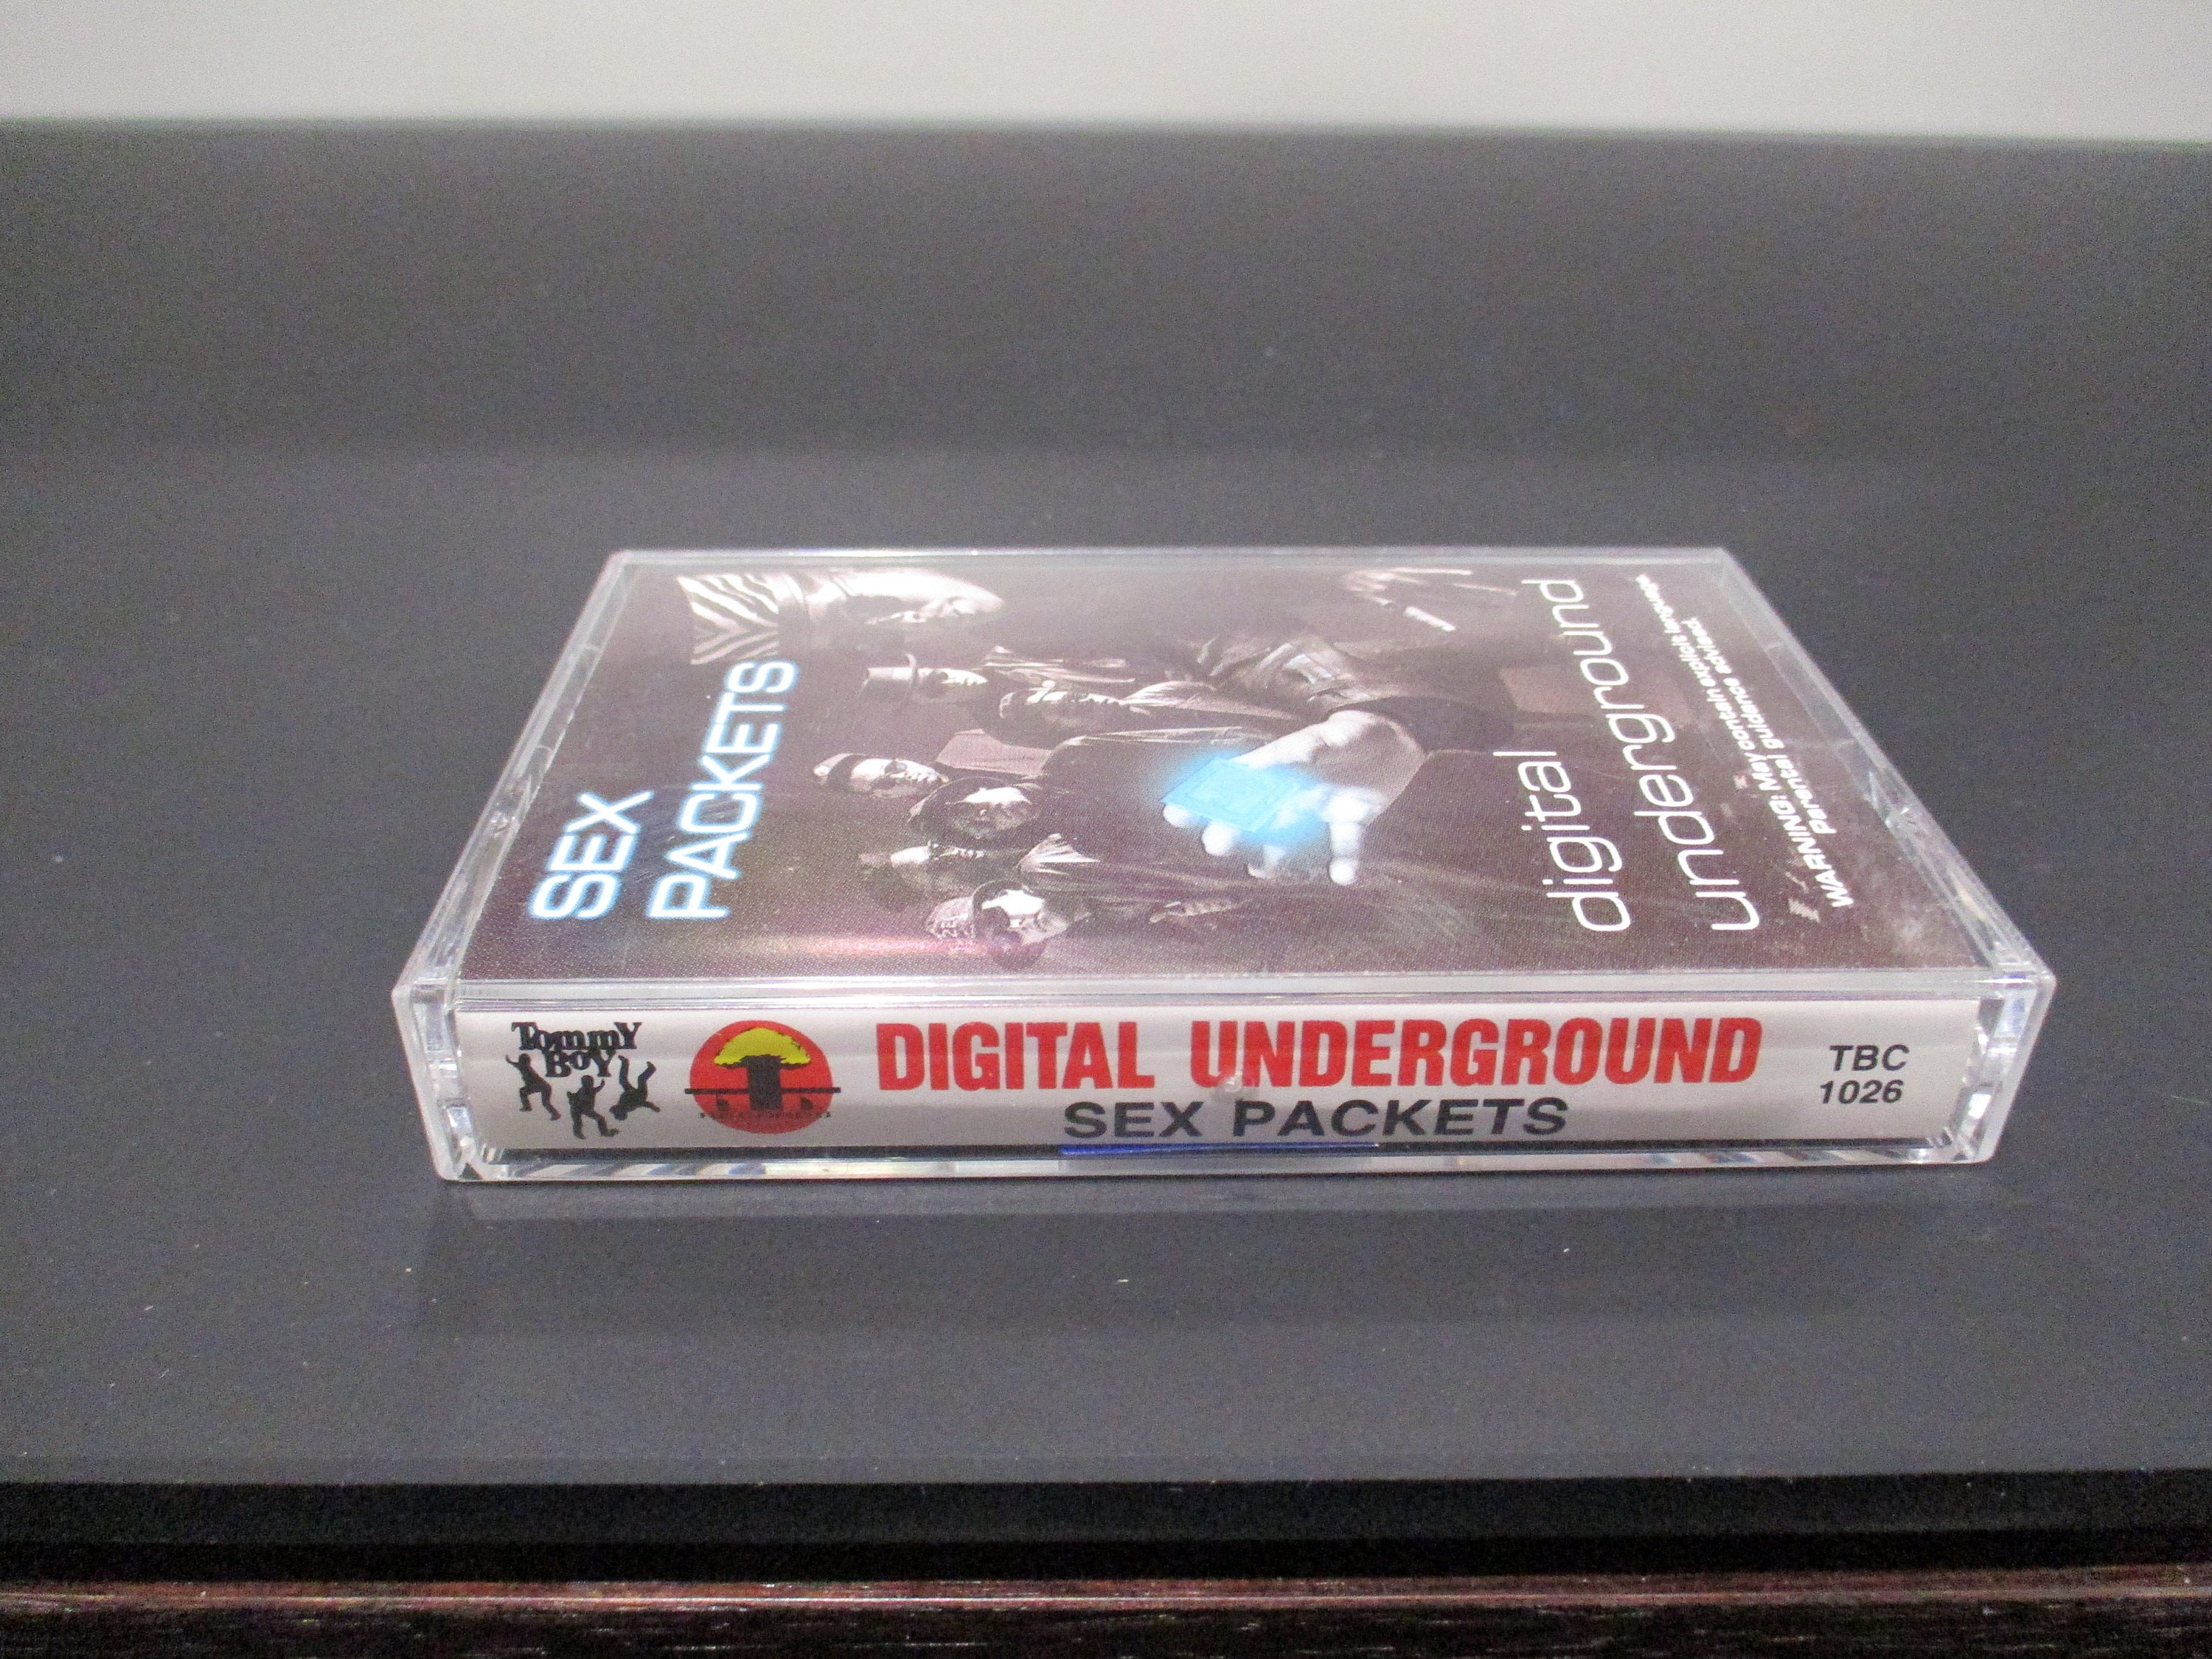 SEX
PACKETS
digital
underground
WARNING: May contain explicit language.
Parental guidance advised.
TommY
BoY
DIGITAL UNDERGROUND
SEX PACKETS
TBC
1026